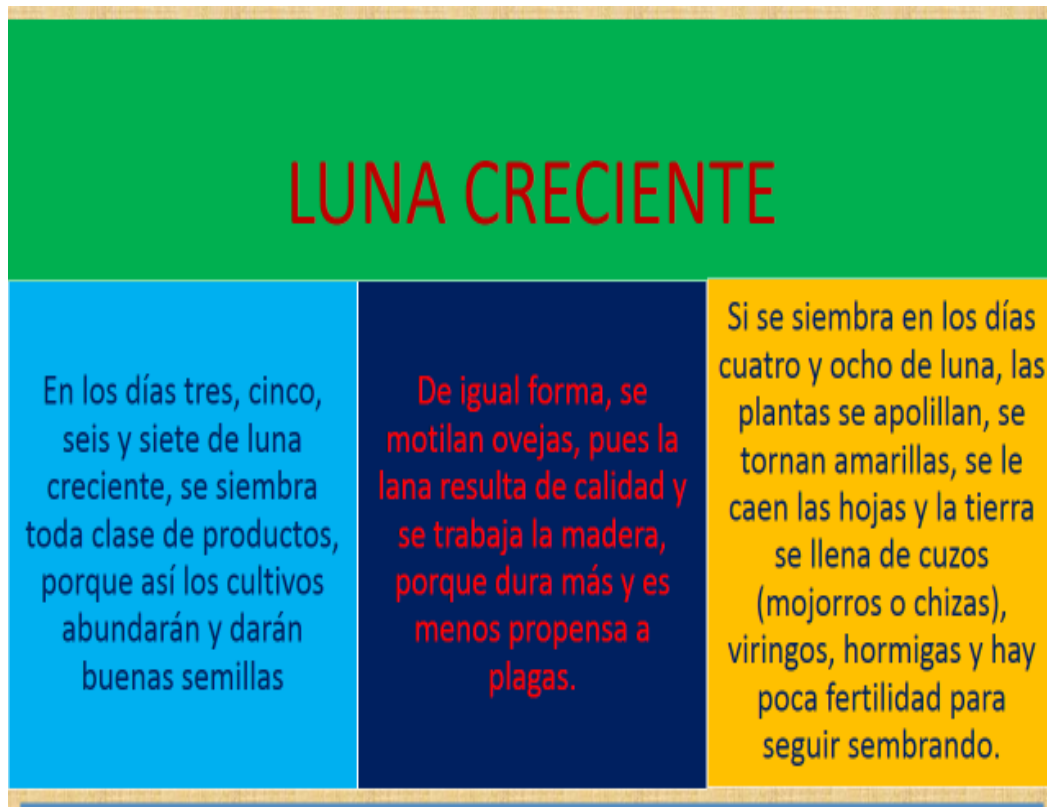 LUNA CRECIENTE
En los días tres, cinco,
seis y siete de luna
creciente, se siembra
toda clase de productos,
porque así los cultivos
abundarán y darán
buenas semillas
De igual forma, se
motilan ovejas, pues la
lana resulta de calidad y
se trabaja la madera,
porque dura más y es
menos propensa a
plagas.
Si se siembra en los días
cuatro y ocho de luna, las
plantas se apolillan, se
tornan amarillas, se le
caen las hojas y la tierra
se llena de cuzos
(mojorros o chizas),
viringos, hormigas y hay
poca fertilidad para
seguir sembrando.